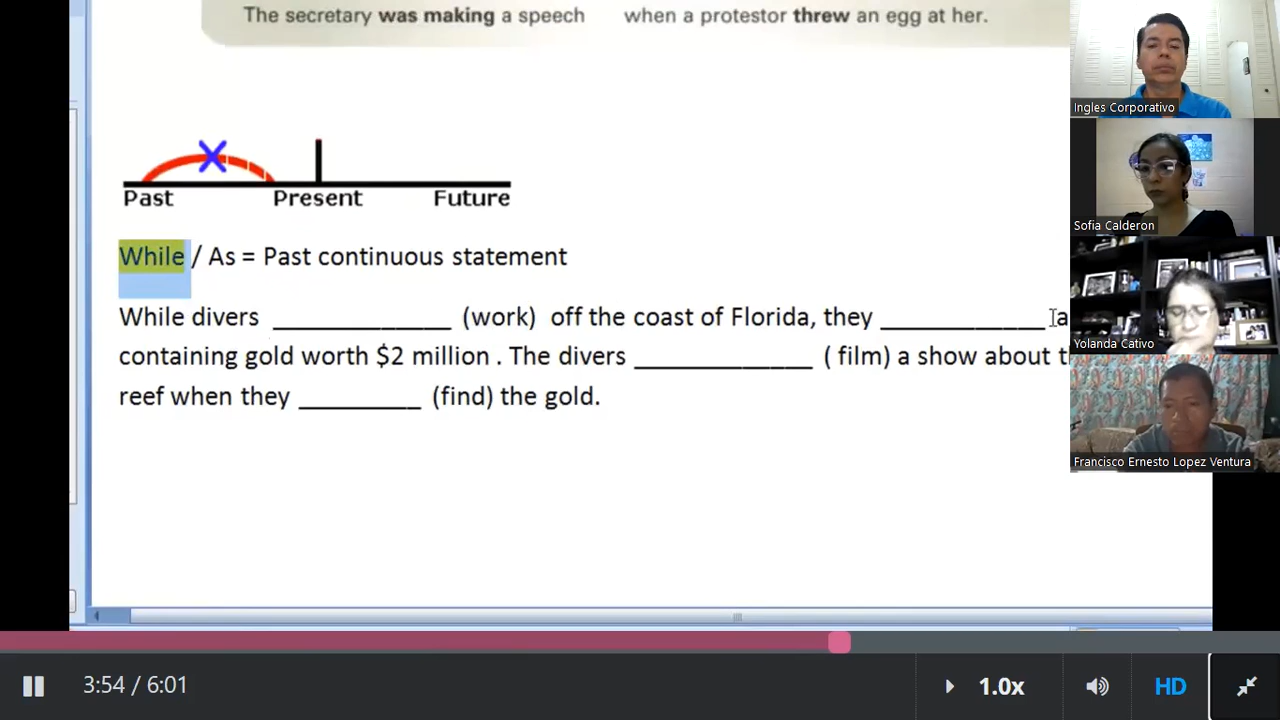 The secretary was making a speech when a protestor threw an egg at her.
Ingles Corporativo
Sofia Calderon
Past Present Future
While / As = Past continuous statement
While divers _____________ (work) off the coast of Florida, they ____________
Yolanda Cativo
containing gold worth $2 million . The divers _____________ ( film) a show about
reef when they _________ (find) the gold.
Francisco Ernesto Lopez Ventura
3:54 / 6:01
1.0x
HD